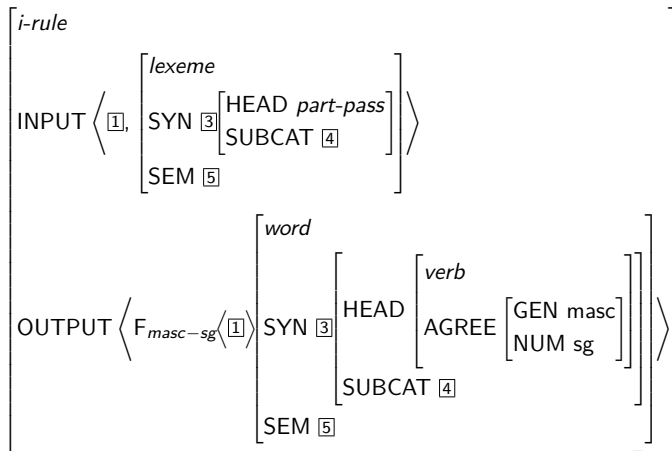 i-rule
INPUT ⟨ 1, lexeme
SYN 3 HEAD part-pass
SUBCAT 4
SEM 5 ⟩
OUTPUT ⟨ F_masc−sg⟨ 1 ⟩ word
SYN 3 HEAD verb
AGREE GEN masc
NUM sg
SUBCAT 4
SEM 5 ⟩